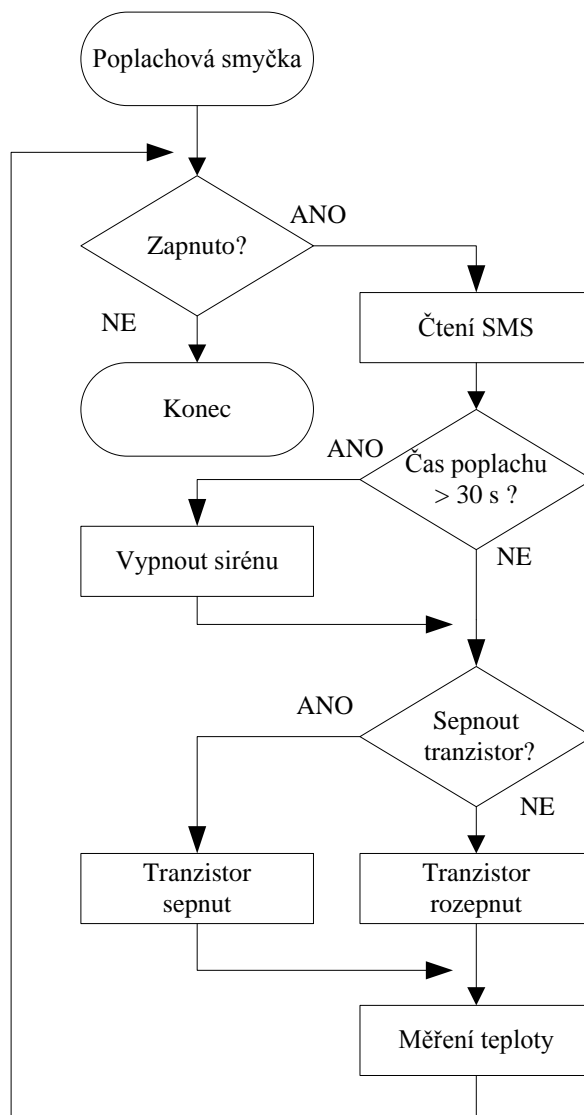 Poplachová smyčka
ANO
Zapnuto?
NE
Čtení SMS
Konec
ANO
Čas poplachu
> 30 s ?
Vypnout sirénu
NE
ANO
Sepnout
tranzistor?
NE
Tranzistor
sepnut
Tranzistor
rozepnut
Měření teploty